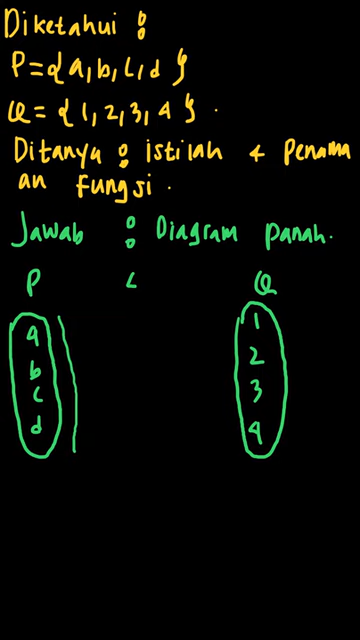 Diketahui :
P = { a, b, c, d }
Q = { 1, 2, 3, 4 } .
Ditanya : istilah & penama
an fungsi .
Jawab : Diagram panah .
P L Q
a 1
b 2
c 3
d 4